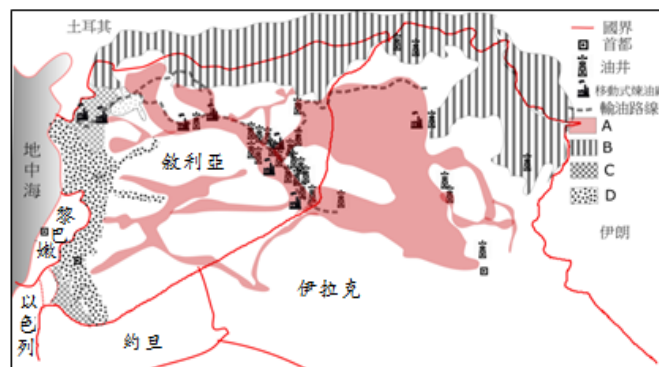 土耳其
國界
首都
油井
移動式煉油廠
輸油路線
A
B
C
D
地中海
敘利亞
黎巴嫩
伊朗
伊拉克
以色列
約旦